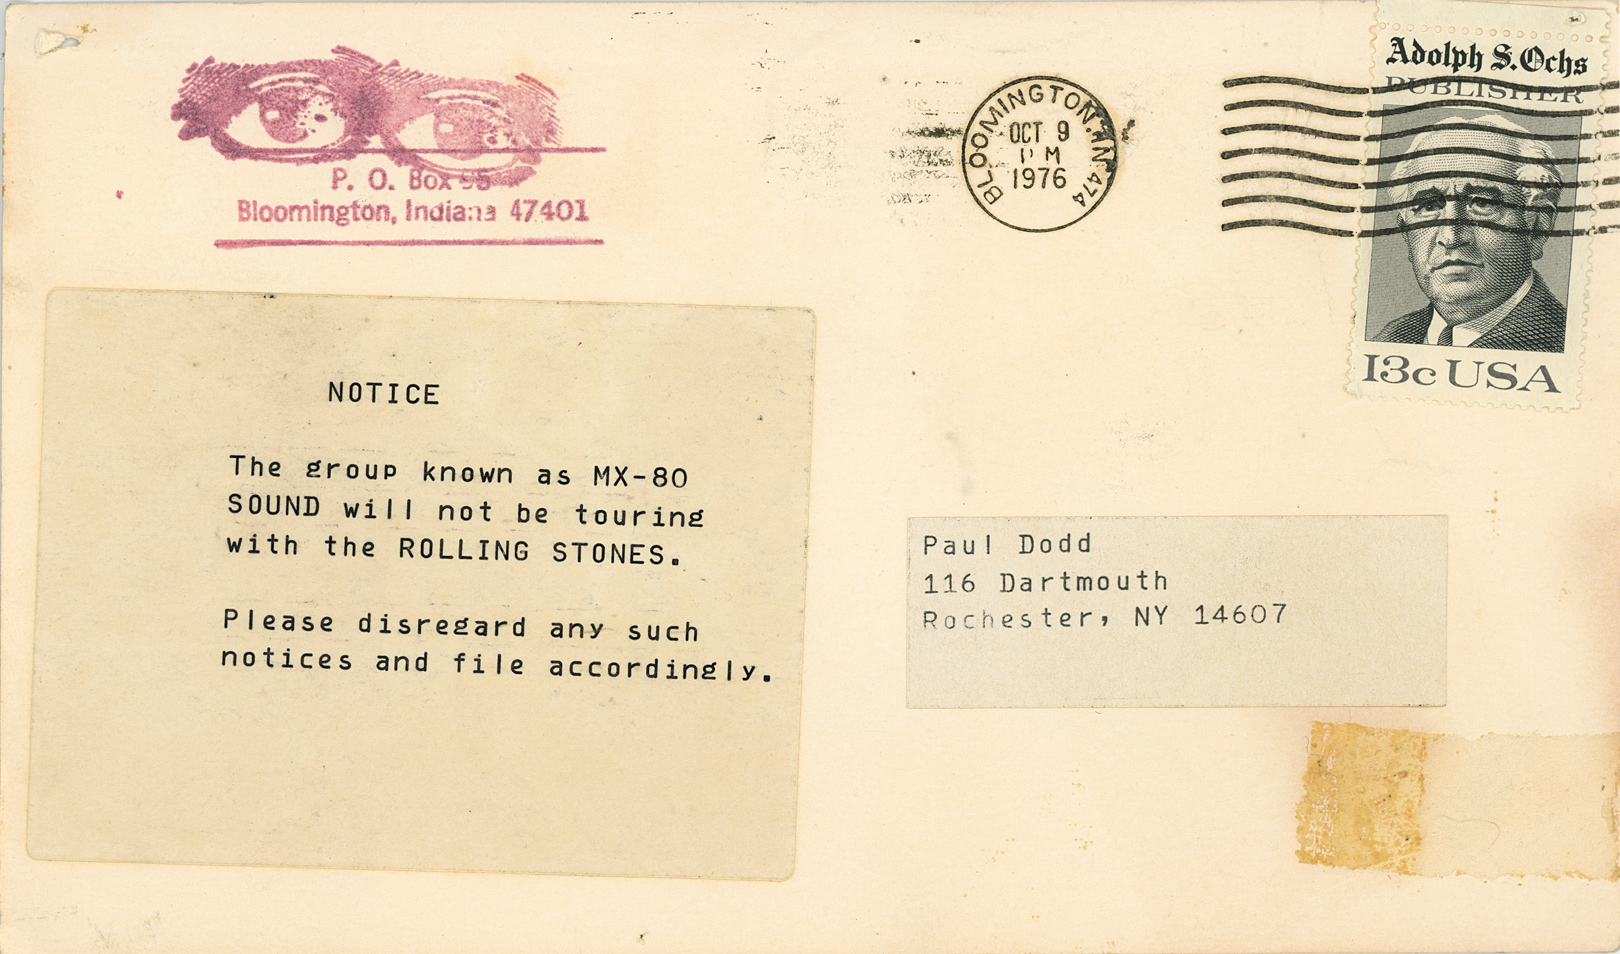 P. O. Box 95
Bloomington, Indiana 47401
BLOOMINGTON, IN 474
OCT 9
PM
1976
Adolph S. Ochs
PUBLISHER
13c USA
NOTICE
The group known as MX-80
SOUND will not be touring
with the ROLLING STONES.
Please disregard any such
notices and file accordingly.
Paul Dodd
116 Dartmouth
Rochester, NY 14607